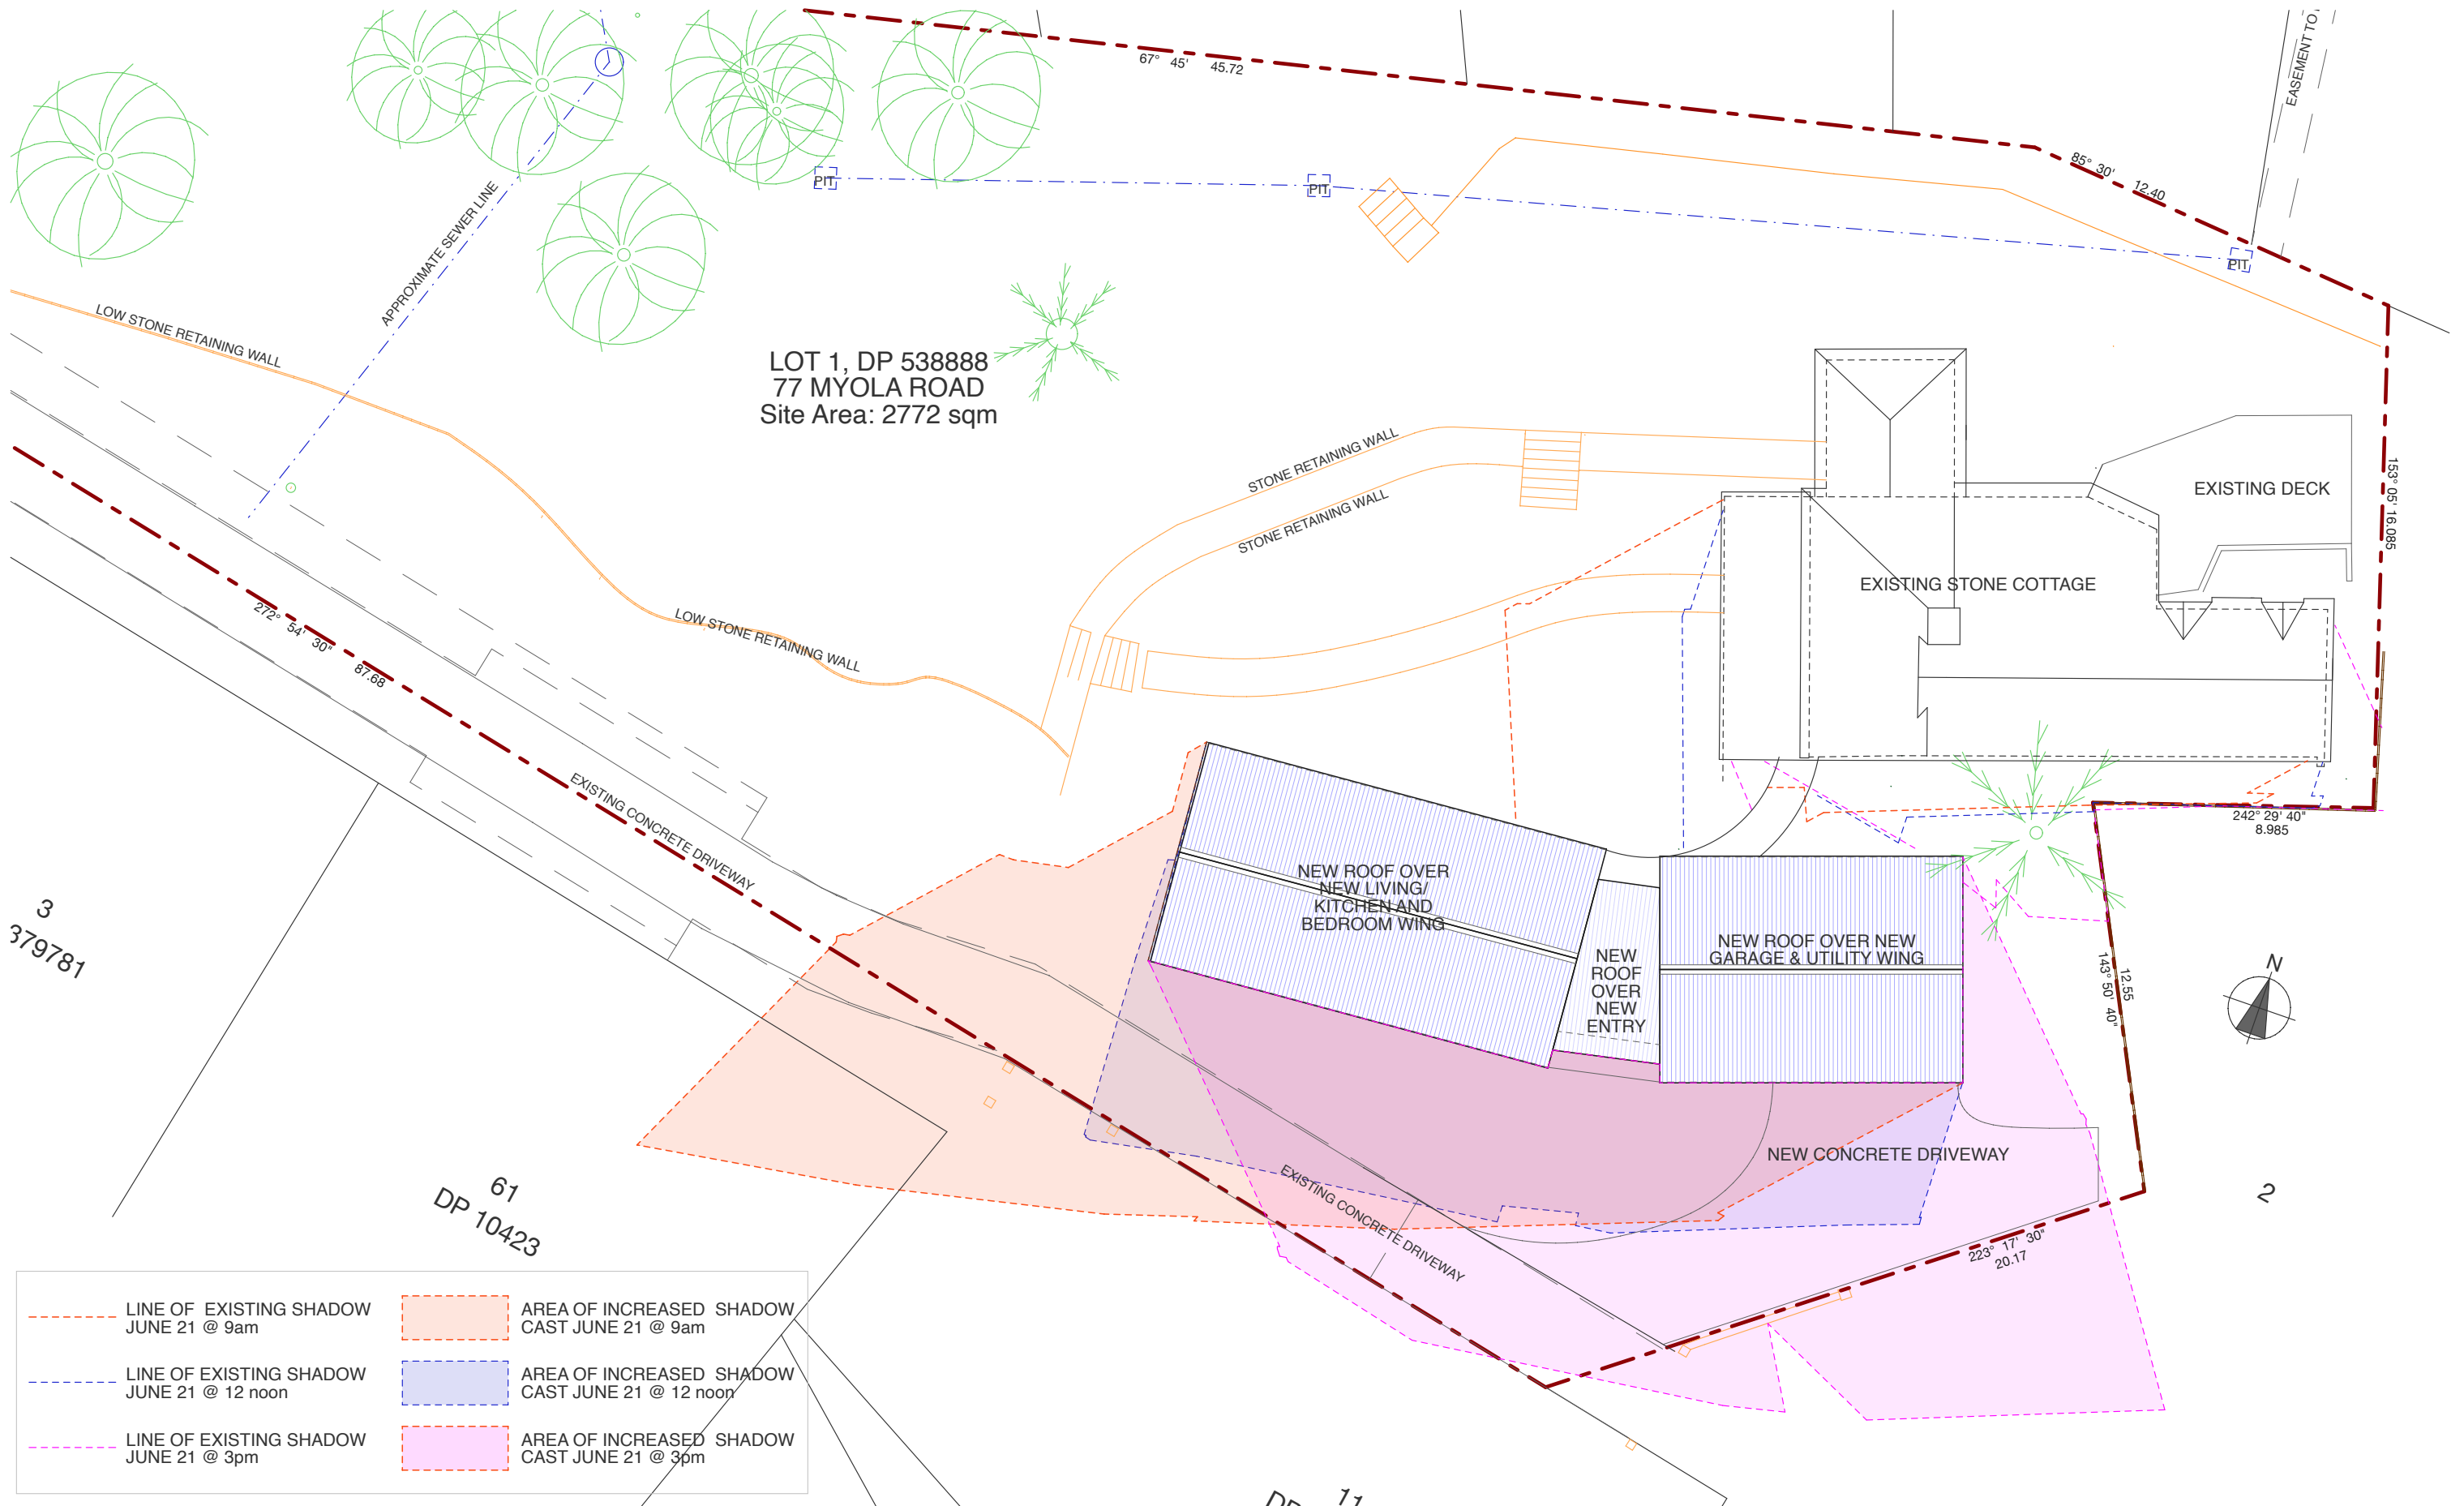 EASEMENT TO
67° 45' 45.72
85° 30' 12.40
PIT
PIT
PIT
APPROXIMATE SEWER LINE
LOW STONE RETAINING WALL
LOT 1, DP 538888
77 MYOLA ROAD
Site Area: 2772 sqm
STONE RETAINING WALL
STONE RETAINING WALL
EXISTING DECK
153° 05' 16.085
EXISTING STONE COTTAGE
LOW STONE RETAINING WALL
272° 54' 30" 87.68
EXISTING CONCRETE DRIVEWAY
242° 29' 40"
8.985
NEW ROOF OVER
NEW LIVING/
KITCHEN AND
BEDROOM WING
NEW
ROOF
OVER
NEW
ENTRY
NEW ROOF OVER NEW
GARAGE & UTILITY WING
12.55
143° 50' 40"
N
3
379781
NEW CONCRETE DRIVEWAY
EXISTING CONCRETE DRIVEWAY
61
DP 10423
2
223° 17' 30"
20.17
LINE OF EXISTING SHADOW
JUNE 21 @ 9am
AREA OF INCREASED SHADOW
CAST JUNE 21 @ 9am
LINE OF EXISTING SHADOW
JUNE 21 @ 12 noon
AREA OF INCREASED SHADOW
CAST JUNE 21 @ 12 noon
LINE OF EXISTING SHADOW
JUNE 21 @ 3pm
AREA OF INCREASED SHADOW
CAST JUNE 21 @ 3pm
11
DP